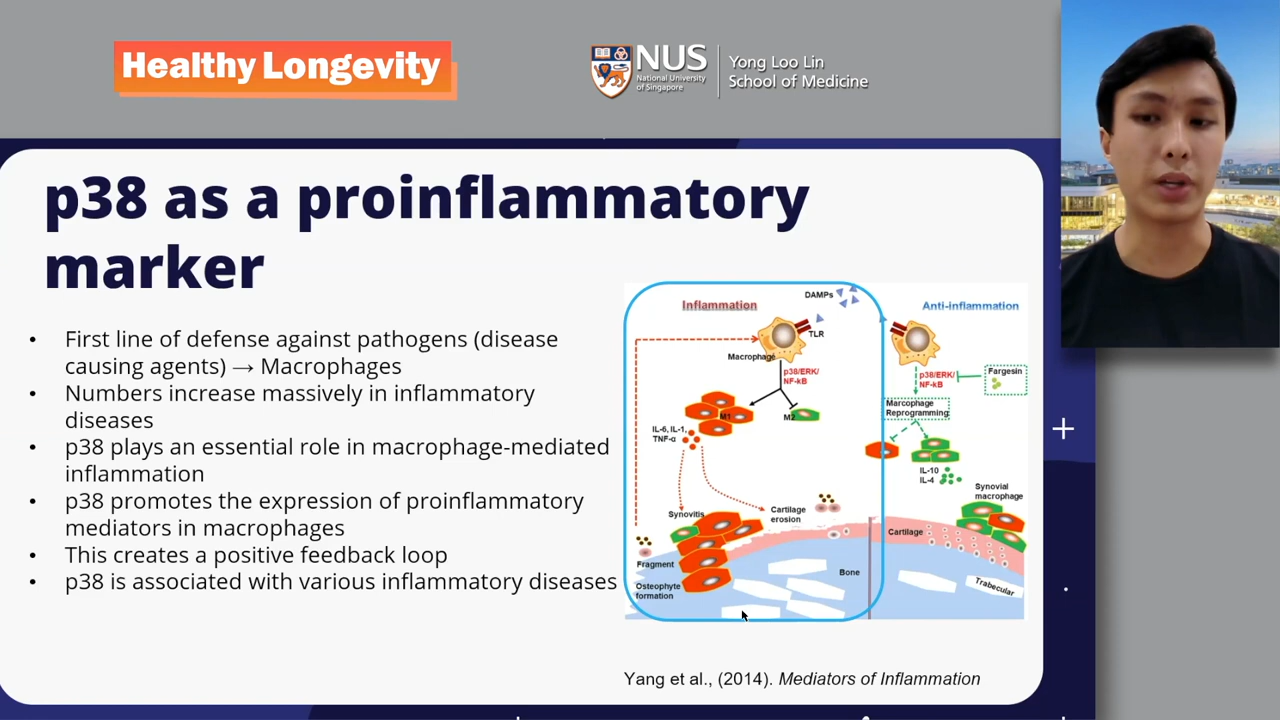 Healthy Longevity
NUS
National University
of Singapore
Yong Loo Lin
School of Medicine
p38 as a proinflammatory
marker
• First line of defense against pathogens (disease
causing agents) → Macrophages
• Numbers increase massively in inflammatory
diseases
• p38 plays an essential role in macrophage-mediated
inflammation
• p38 promotes the expression of proinflammatory
mediators in macrophages
• This creates a positive feedback loop
• p38 is associated with various inflammatory diseases
Inflammation
DAMPs
TLR
Macrophage
p38/ERK/
NF-kB
M1
M2
IL-6, IL-1,
TNF-α
Synovitis
Cartilage
erosion
Fragment
Osteophyte
formation
Bone
Anti-inflammation
p38/ERK/
NF-kB
Fargesin
Marcophage
Reprogramming
IL-10
IL-4
Synovial
macrophage
Cartilage
Trabecular
Yang et al., (2014). Mediators of Inflammation